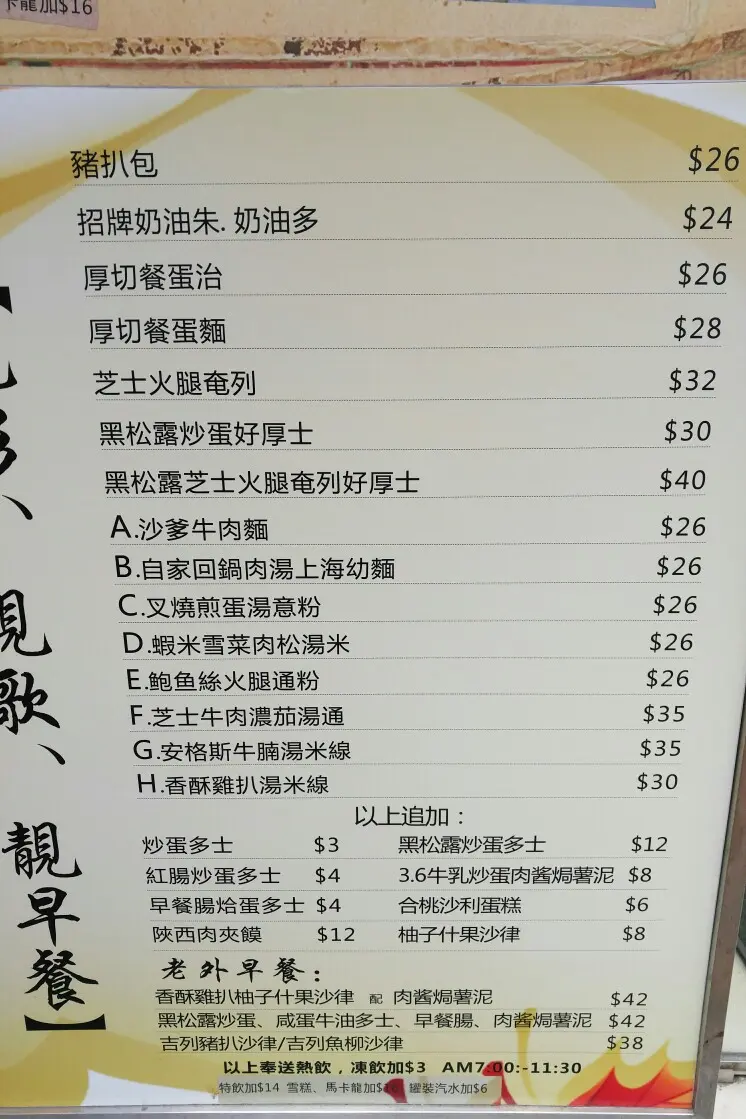 卡龍加$16
豬扒包 $26
招牌奶油朱. 奶油多 $24
厚切餐蛋治 $26
厚切餐蛋麵 $28
芝士火腿奄列 $32
黑松露炒蛋好厚士 $30
黑松露芝士火腿奄列好厚士 $40
A.沙爹牛肉麵 $26
B.自家回鍋肉湯上海幼麵 $26
C.叉燒煎蛋湯意粉 $26
D.蝦米雪菜肉松湯米 $26
E.鮑鱼絲火腿通粉 $26
F.芝士牛肉濃茄湯通 $35
G.安格斯牛腩湯米線 $35
H.香酥雞扒湯米線 $30
以上追加：
炒蛋多士 $3 黑松露炒蛋多士 $12
紅腸炒蛋多士 $4 3.6牛乳炒蛋肉酱焗薯泥 $8
早餐腸烚蛋多士 $4 合桃沙利蛋糕 $6
陝西肉夾饃 $12 柚子什果沙律 $8
老外早餐：
香酥雞扒柚子什果沙律 配 肉酱焗薯泥 $42
黑松露炒蛋、咸蛋牛油多士、早餐腸、肉酱焗薯泥 $42
吉列豬扒沙律/吉列魚柳沙律 $38
以上奉送熱飲，凍飲加$3 AM7:00:-11:30
特飲加$14 雪糕、馬卡龍加 罐裝汽水加$6
覓
歌、
靚
早
餐】